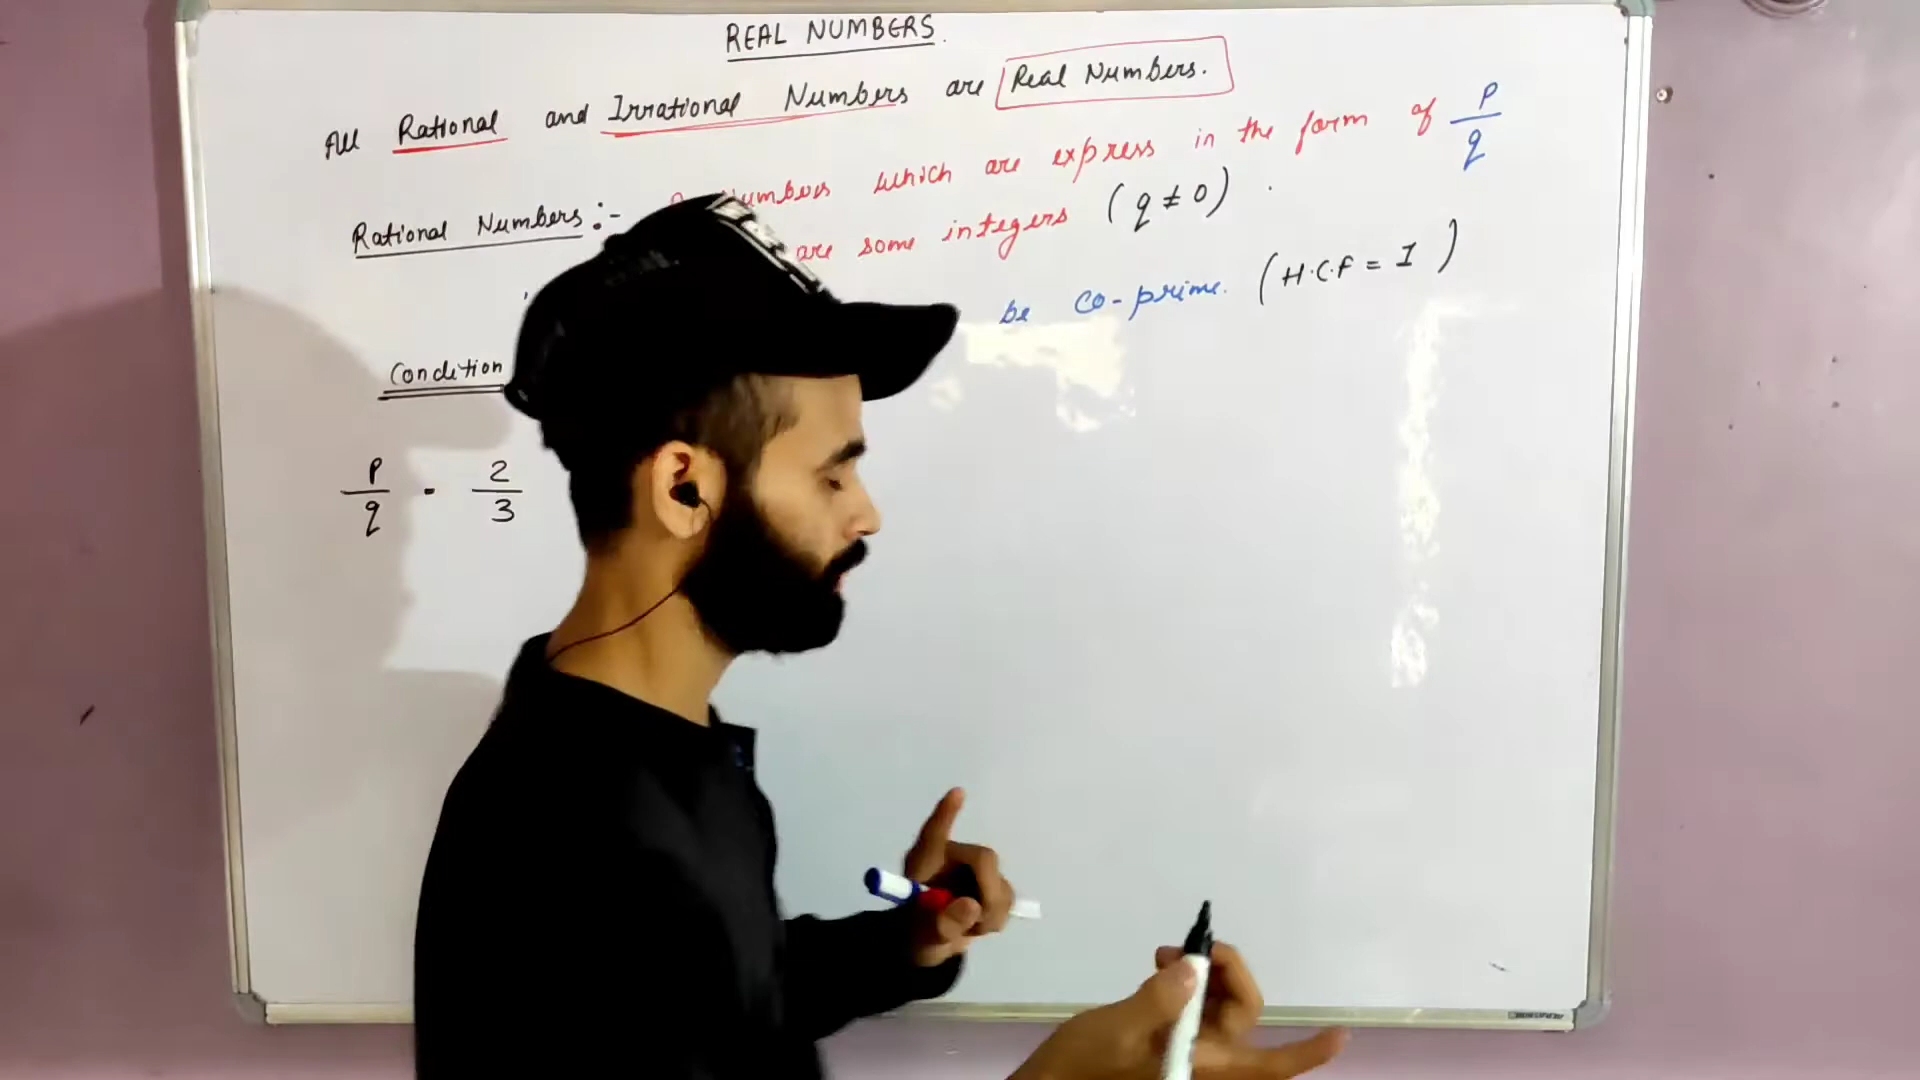 REAL NUMBERS.
All Rational and Irrational Numbers are Real Numbers.
Rational Numbers :- Numbers which are express in the form of P/q
are some integers (q ≠ 0).
be Co-prime. (H.C.F = 1)
Condition
P/q . 2/3